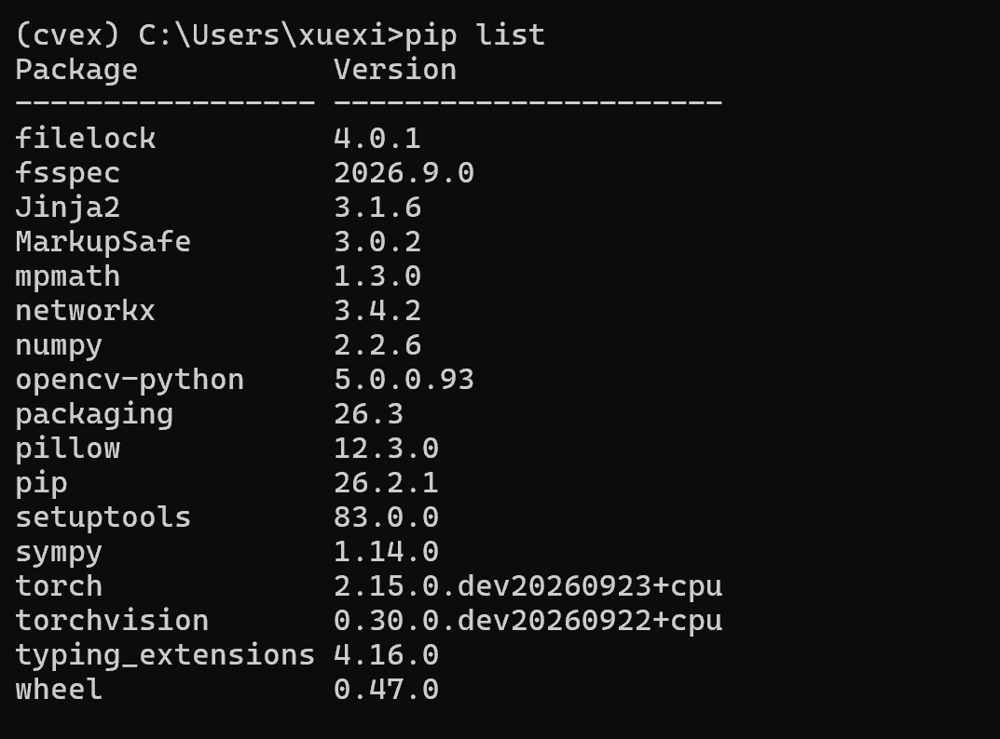 (cvex) C:\Users\xuexi>pip list
Package           Version
----------------- ----------------------
filelock          4.0.1
fsspec            2026.9.0
Jinja2            3.1.6
MarkupSafe        3.0.2
mpmath            1.3.0
networkx          3.4.2
numpy             2.2.6
opencv-python     5.0.0.93
packaging         26.3
pillow            12.3.0
pip               26.2.1
setuptools        83.0.0
sympy             1.14.0
torch             2.15.0.dev20260923+cpu
torchvision       0.30.0.dev20260922+cpu
typing_extensions 4.16.0
wheel             0.47.0